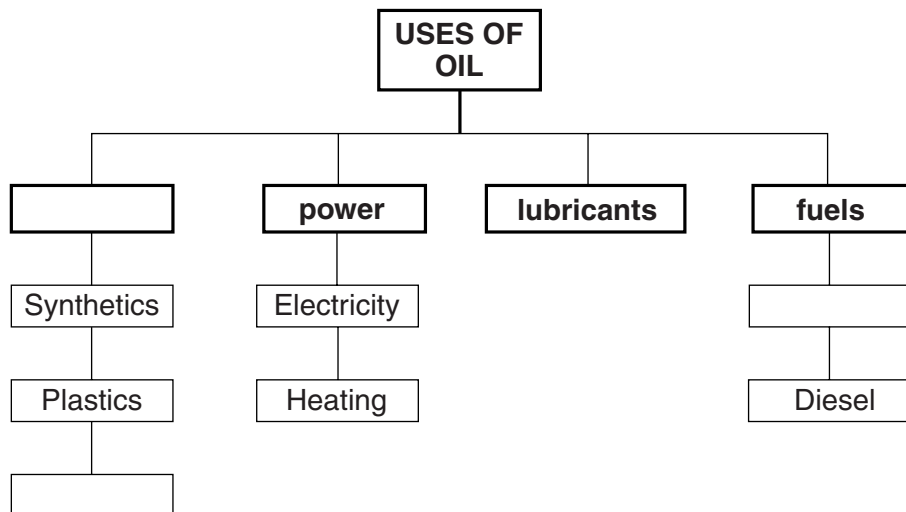 USES OF
OIL
power
lubricants
fuels
Synthetics
Electricity
Plastics
Heating
Diesel